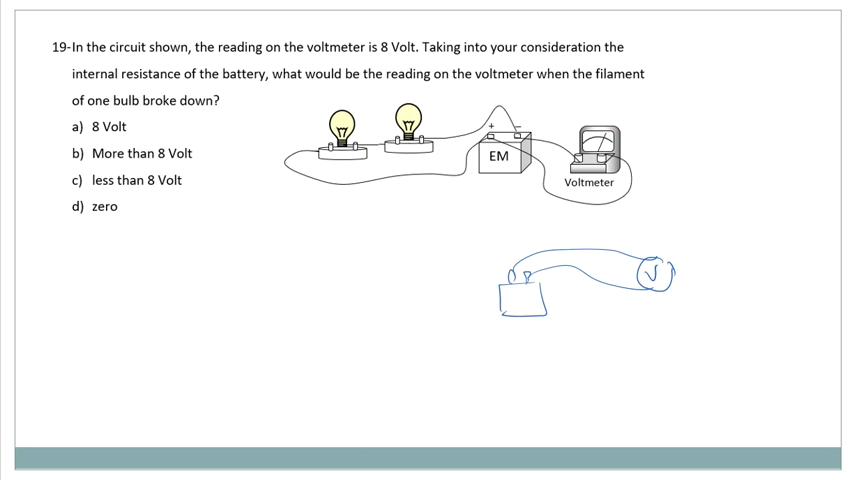 19-In the circuit shown, the reading on the voltmeter is 8 Volt. Taking into your consideration the
internal resistance of the battery, what would be the reading on the voltmeter when the filament
of one bulb broke down?
a) 8 Volt
b) More than 8 Volt
c) less than 8 Volt
d) zero
+ –
EM
Voltmeter
V